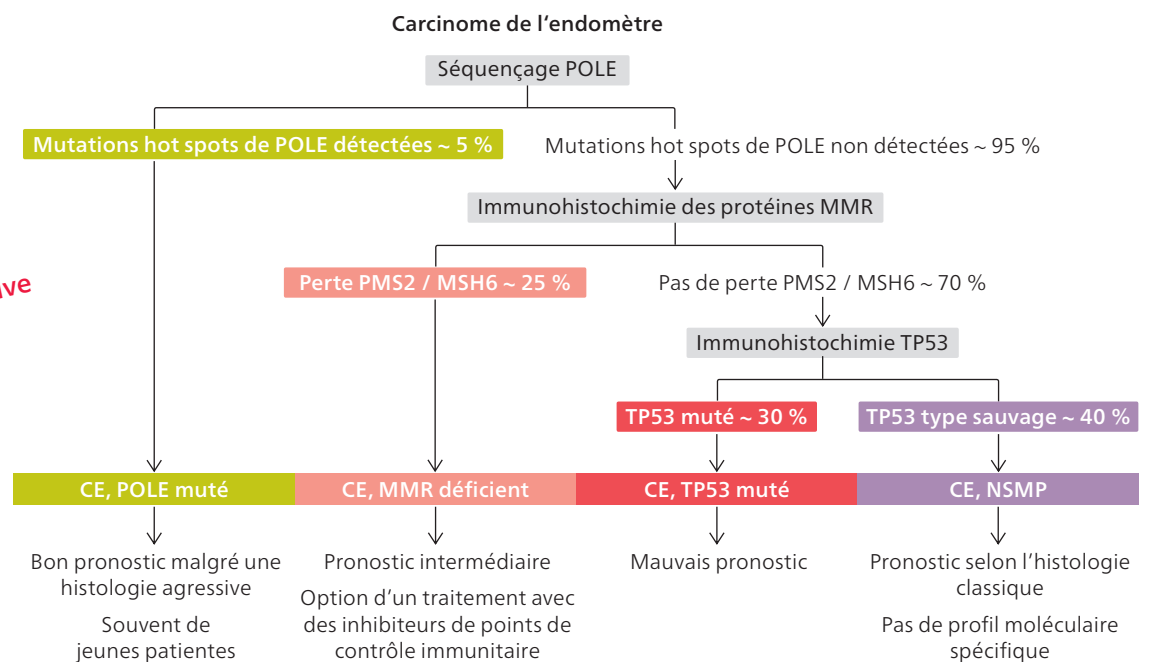 Carcinome de l'endomètre
Séquençage POLE
Mutations hot spots de POLE détectées ~ 5 %
Mutations hot spots de POLE non détectées ~ 95 %
Immunohistochimie des protéines MMR
Perte PMS2 / MSH6 ~ 25 %
Pas de perte PMS2 / MSH6 ~ 70 %
Immunohistochimie TP53
TP53 muté ~ 30 %
TP53 type sauvage ~ 40 %
CE, POLE muté
CE, MMR déficient
CE, TP53 muté
CE, NSMP
Bon pronostic malgré une
histologie agressive
Souvent de
jeunes patientes
Pronostic intermédiaire
Option d'un traitement avec
des inhibiteurs de points de
contrôle immunitaire
Mauvais pronostic
Pronostic selon l'histologie
classique
Pas de profil moléculaire
spécifique